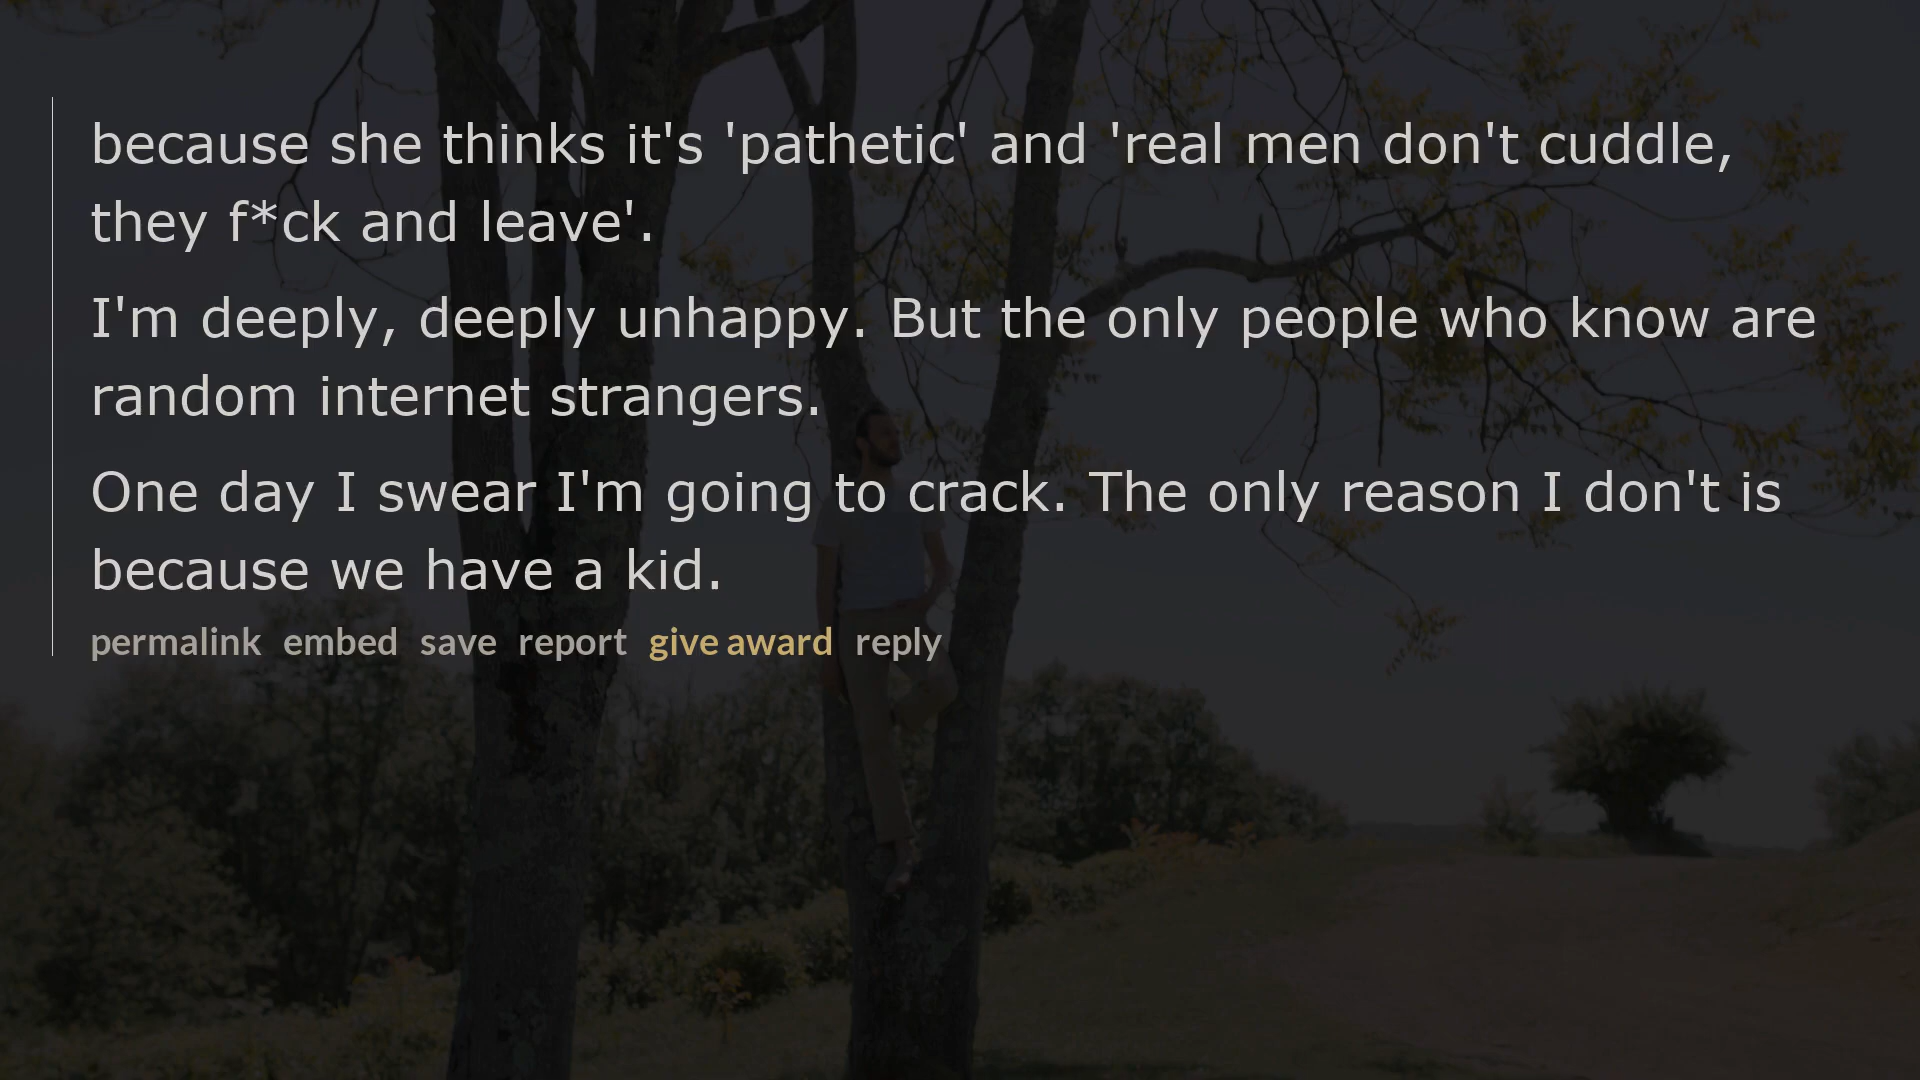 because she thinks it's 'pathetic' and 'real men don't cuddle,
they f*ck and leave'.
I'm deeply, deeply unhappy. But the only people who know are
random internet strangers.
One day I swear I'm going to crack. The only reason I don't is
because we have a kid.
permalink embed save report give award reply